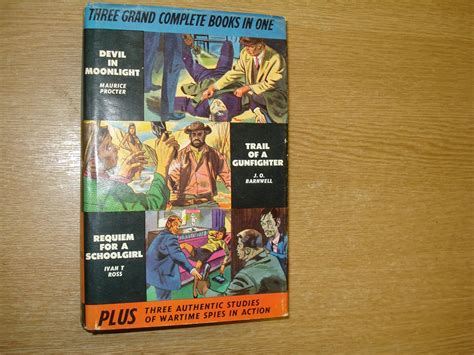 THREE GRAND COMPLETE BOOKS IN ONE
DEVIL
IN
MOONLIGHT
MAURICE
PROCTER
TRAIL
OF A
GUNFIGHTER
J. O.
BARNWELL
REQUIEM
FOR A
SCHOOLGIRL
IVAN T
ROSS
PLUS
THREE AUTHENTIC STUDIES
OF WARTIME SPIES IN ACTION